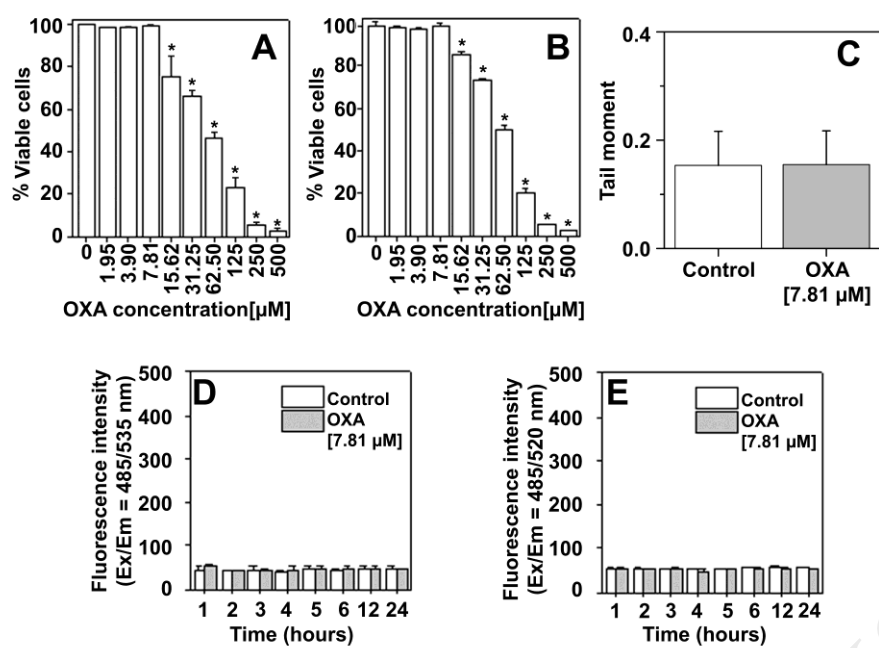 A
% Viable cells
100
80
60
40
20
0
0 1.95 3.90 7.81 15.62 31.25 62.50 125 250 500
* * * * * *
OXA concentration[µM]
B
% Viable cells
100
80
60
40
20
0
0 1.95 3.90 7.81 15.62 31.25 62.50 125 250 500
* * * * * *
OXA concentration[µM]
C
Tail moment
0.4
0.2
0.0
Control OXA
[7.81 µM]
D
Fluorescence intensity
(Ex/Em = 485/535 nm)
500
400
300
200
100
0
Control
OXA
[7.81 µM]
1 2 3 4 5 6 12 24
Time (hours)
E
Fluorescence intensity
(Ex/Em = 485/520 nm)
500
400
300
200
100
0
Control
OXA
[7.81 µM]
1 2 3 4 5 6 12 24
Time (hours)